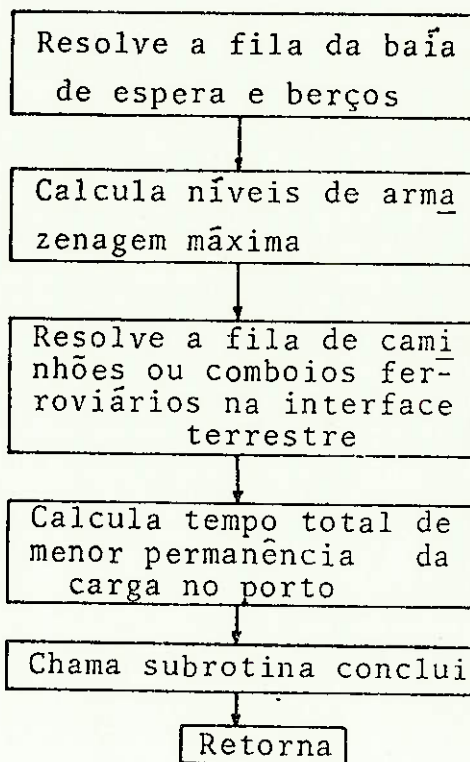 Resolve a fila da baía
de espera e berços
Calcula níveis de arma
zenagem máxima
Resolve a fila de cami
nhões ou comboios fer-
roviários na interface
terrestre
Calcula tempo total de
menor permanência da
carga no porto
Chama subrotina conclui
Retorna